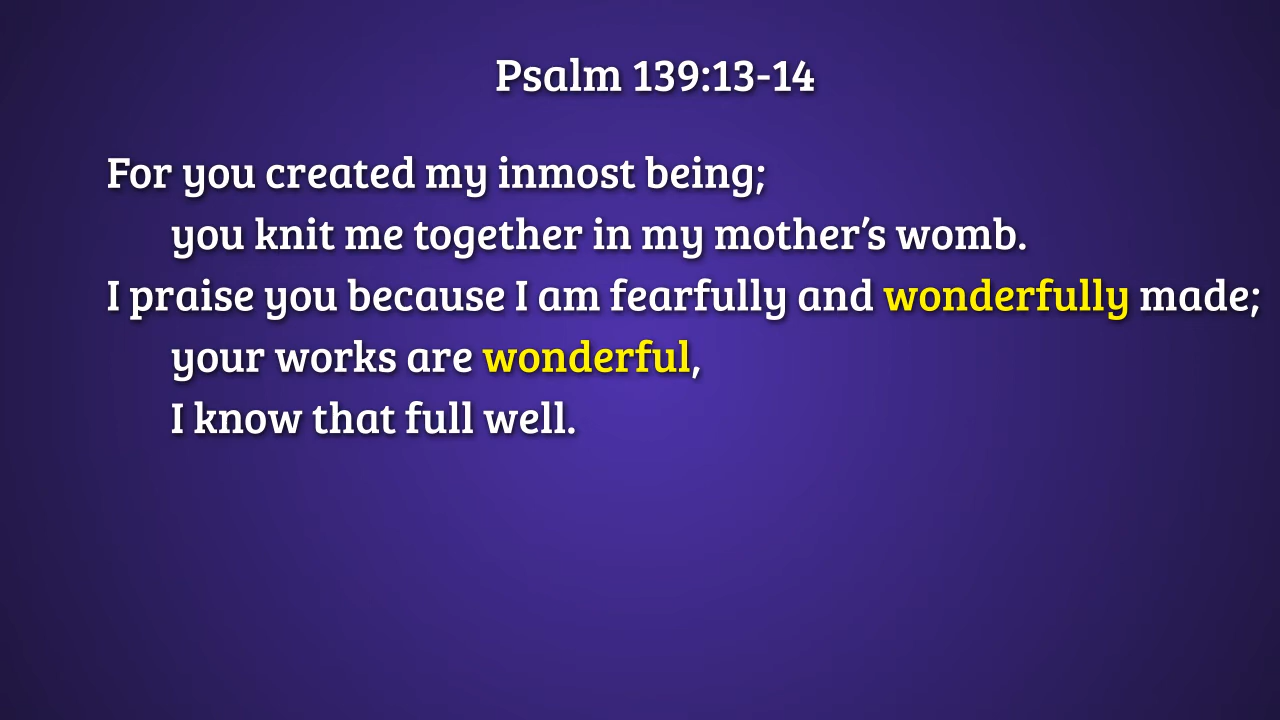 Psalm 139:13-14
For you created my inmost being;
you knit me together in my mother’s womb.
I praise you because I am fearfully and wonderfully made;
your works are wonderful,
I know that full well.